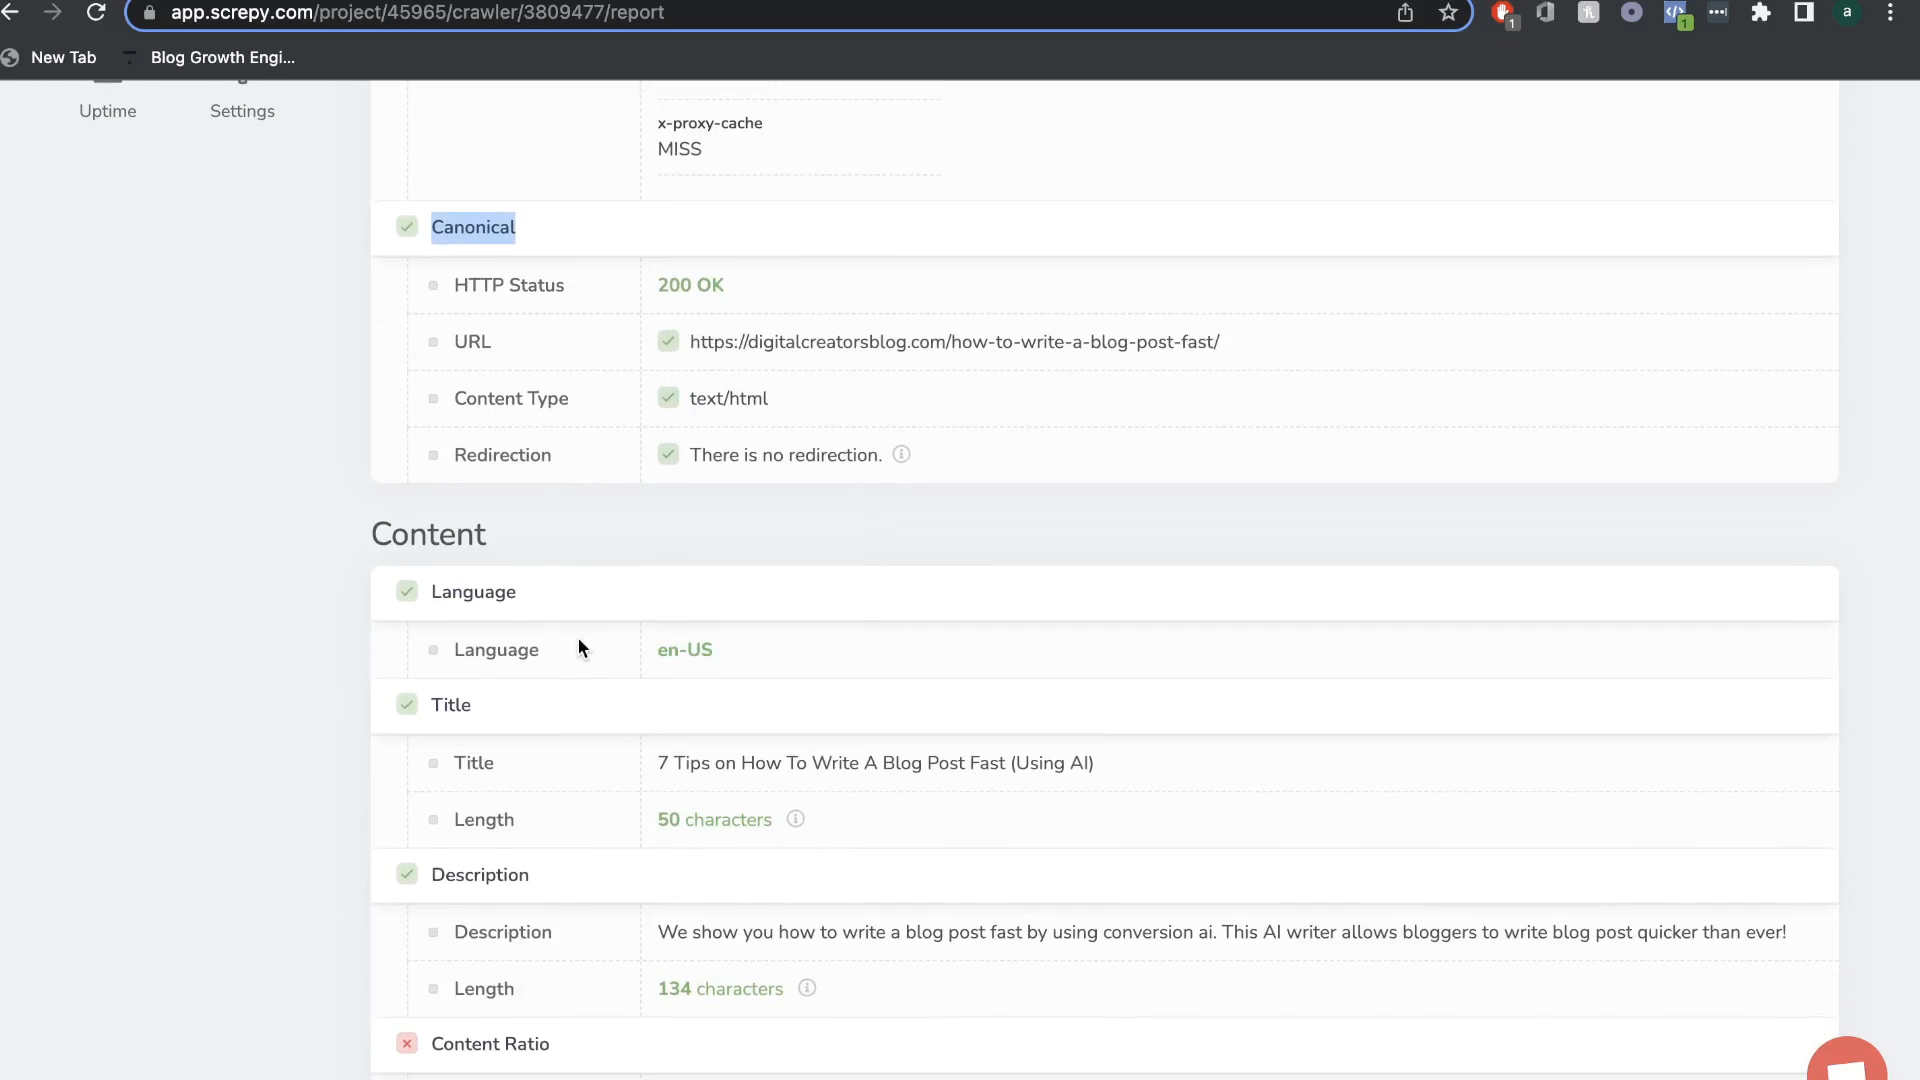 app.screpy.com/project/45965/crawler/3809477/report
1
1
a
New Tab
Blog Growth Engi...
Uptime
Settings
x-proxy-cache
MISS
Canonical
HTTP Status
200 OK
URL
https://digitalcreatorsblog.com/how-to-write-a-blog-post-fast/
Content Type
text/html
Redirection
There is no redirection.
Content
Language
Language
en-US
Title
Title
7 Tips on How To Write A Blog Post Fast (Using AI)
Length
50 characters
Description
Description
We show you how to write a blog post fast by using conversion ai. This AI writer allows bloggers to write blog post quicker than ever!
Length
134 characters
Content Ratio